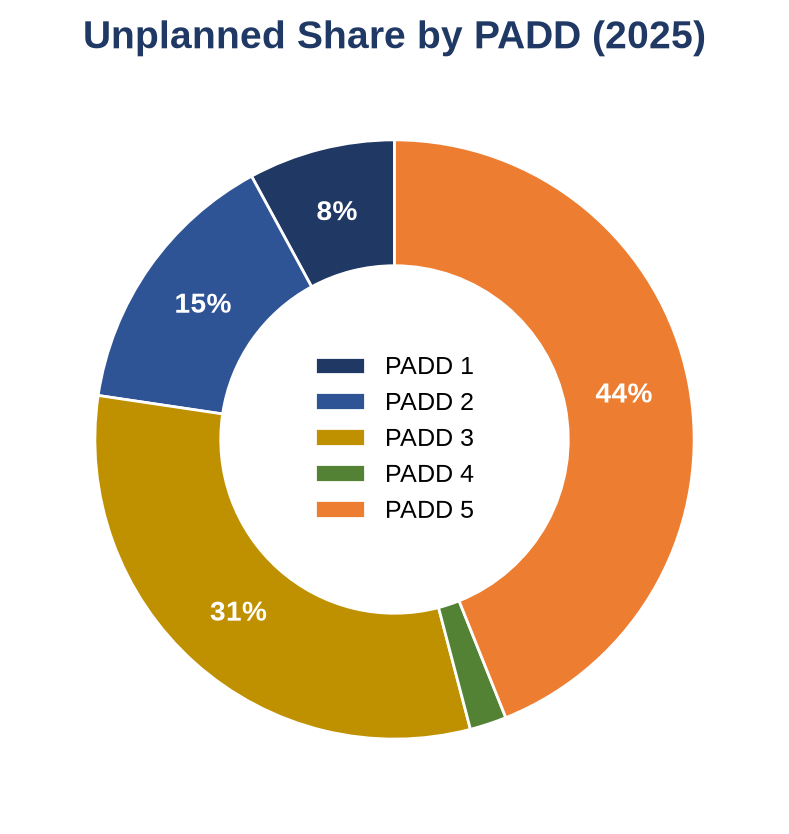 Unplanned Share by PADD (2025)
8%
15%
44%
31%
PADD 1
PADD 2
PADD 3
PADD 4
PADD 5